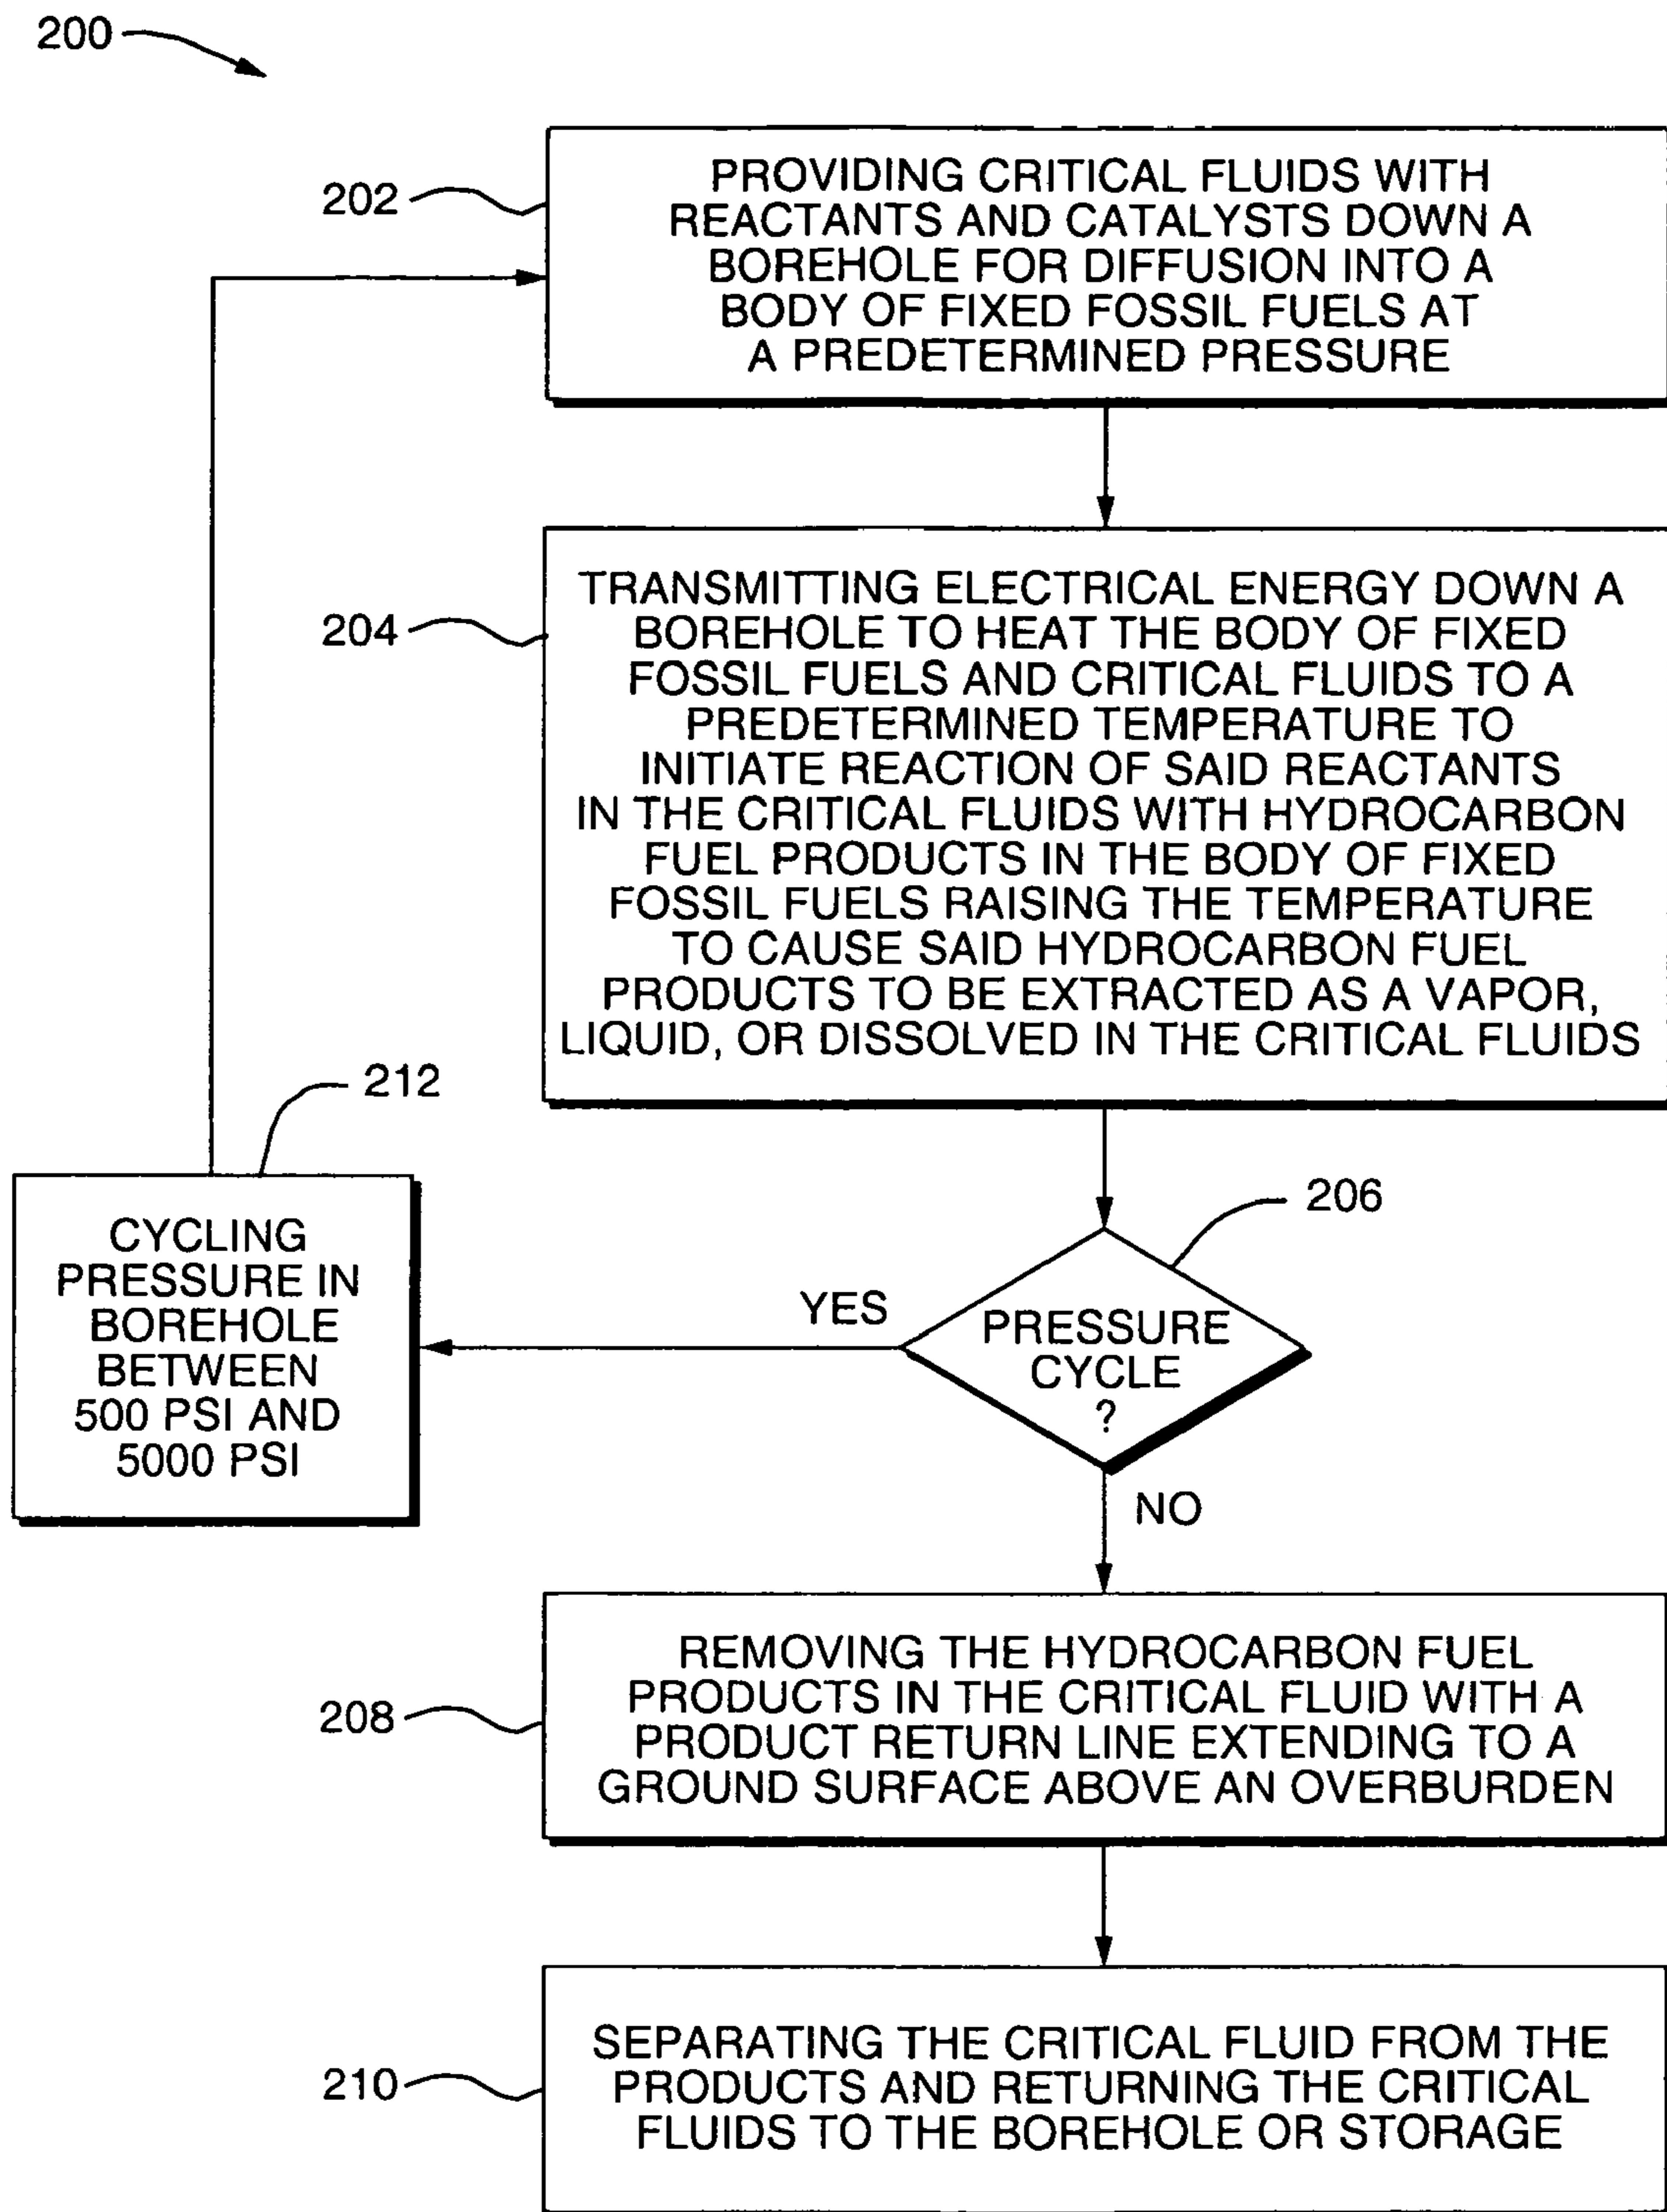 200
202
PROVIDING CRITICAL FLUIDS WITH
REACTANTS AND CATALYSTS DOWN A
BOREHOLE FOR DIFFUSION INTO A
BODY OF FIXED FOSSIL FUELS AT
A PREDETERMINED PRESSURE
204
TRANSMITTING ELECTRICAL ENERGY DOWN A
BOREHOLE TO HEAT THE BODY OF FIXED
FOSSIL FUELS AND CRITICAL FLUIDS TO A
PREDETERMINED TEMPERATURE TO
INITIATE REACTION OF SAID REACTANTS
IN THE CRITICAL FLUIDS WITH HYDROCARBON
FUEL PRODUCTS IN THE BODY OF FIXED
FOSSIL FUELS RAISING THE TEMPERATURE
TO CAUSE SAID HYDROCARBON FUEL
PRODUCTS TO BE EXTRACTED AS A VAPOR,
LIQUID, OR DISSOLVED IN THE CRITICAL FLUIDS
212
CYCLING
PRESSURE IN
BOREHOLE
BETWEEN
500 PSI AND
5000 PSI
206
YES
PRESSURE
CYCLE
?
NO
208
REMOVING THE HYDROCARBON FUEL
PRODUCTS IN THE CRITICAL FLUID WITH A
PRODUCT RETURN LINE EXTENDING TO A
GROUND SURFACE ABOVE AN OVERBURDEN
210
SEPARATING THE CRITICAL FLUID FROM THE
PRODUCTS AND RETURNING THE CRITICAL
FLUIDS TO THE BOREHOLE OR STORAGE